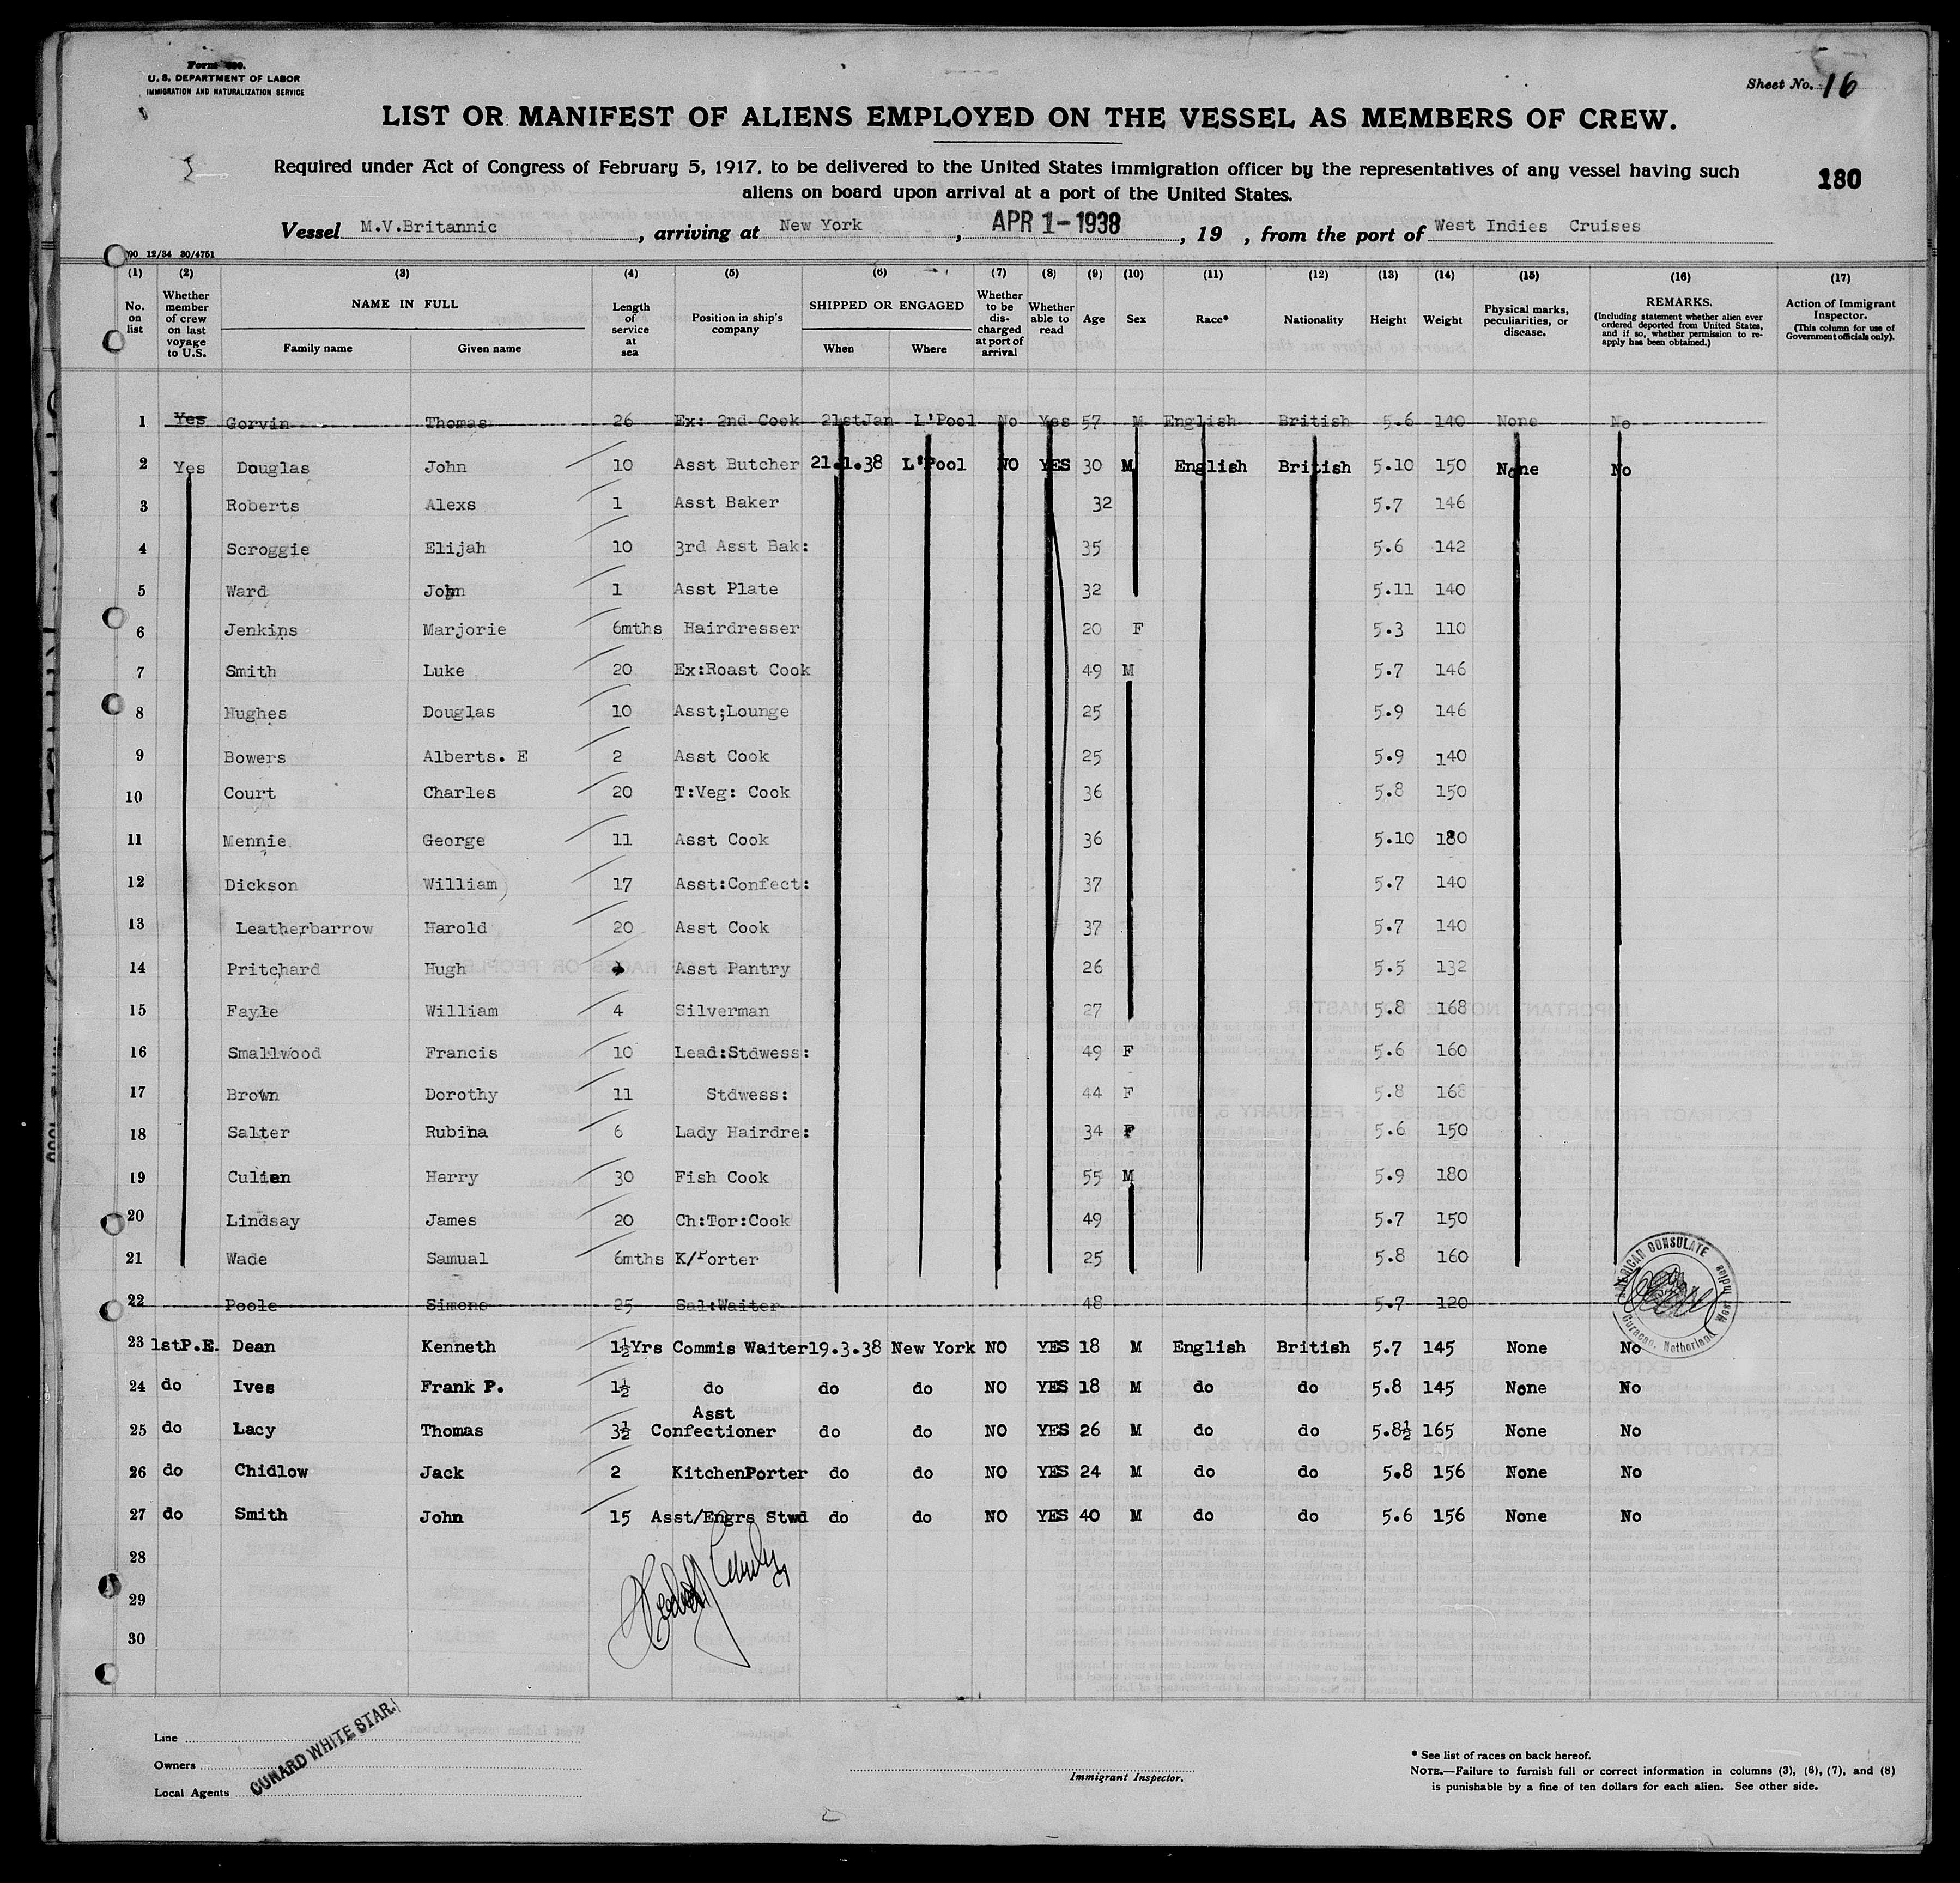 Form 680.
U. S. DEPARTMENT OF LABOR
IMMIGRATION AND NATURALIZATION SERVICE
Sheet No. 16
LIST OR MANIFEST OF ALIENS EMPLOYED ON THE VESSEL AS MEMBERS OF CREW.
Required under Act of Congress of February 5, 1917, to be delivered to the United States immigration officer by the representatives of any vessel having such
aliens on board upon arrival at a port of the United States.
180
Vessel M.V.Britannic, arriving at New York, APR 1-1938, 19 , from the port of West Indies Cruises
00 12/34 30/4751
(1) (2) (3) (4) (5) (6) (7) (8) (9) (10) (11) (12) (13) (14) (15) (16) (17)
No. on list
Whether member of crew on last voyage to U.S.
NAME IN FULL
Family name Given name
Length of service at sea
Position in ship's company
SHIPPED OR ENGAGED
When Where
Whether to be discharged at port of arrival
Whether able to read
Age
Sex
Race*
Nationality
Height
Weight
Physical marks, peculiarities, or disease.
REMARKS.
(Including statement whether alien ever ordered deported from United States, and if so, whether permission to re-apply has been obtained.)
Action of Immigrant Inspector.
(This column for use of Government officials only).
1 Yes Gorvin Thomas 26 Ex: 2nd Cook 21stJan L'Pool No Yes 57 M English British 5.6 140 None No
2 Yes Douglas John 10 Asst Butcher 21.1.38 L'Pool NO YES 30 M English British 5.10 150 None No
3 Roberts Alexs 1 Asst Baker 32 5.7 146
4 Scroggie Elijah 10 3rd Asst Bak: 35 5.6 142
5 Ward John 1 Asst Plate 32 5.11 140
6 Jenkins Marjorie 6mths Hairdresser 20 F 5.3 110
7 Smith Luke 20 Ex:Roast Cook 49 M 5.7 146
8 Hughes Douglas 10 Asst;Lounge 25 5.9 146
9 Bowers Alberts. E 2 Asst Cook 25 5.9 140
10 Court Charles 20 T:Veg: Cook 36 5.8 150
11 Mennie George 11 Asst Cook 36 5.10 180
12 Dickson William 17 Asst:Confect: 37 5.7 140
13 Leatherbarrow Harold 20 Asst Cook 37 5.7 140
14 Pritchard Hugh Asst Pantry 26 5.5 132
15 Fayle William 4 Silverman 27 5.8 168
16 Smallwood Francis 10 Lead:Stdwess: 49 F 5.6 160
17 Brown Dorothy 11 Stdwess: 44 F 5.8 168
18 Salter Rubina 6 Lady Hairdre: 34 F 5.6 150
19 Culien Harry 30 Fish Cook 55 M 5.9 180
20 Lindsay James 20 Ch:Tor:Cook 49 5.7 150
21 Wade Samual 6mths K/Porter 25 5.8 160
22 Poole Simone 25 Sal:Waiter 48 5.7 120
AMERICAN CONSULATE
Curacao, Netherland West Indies
23 1stP.E. Dean Kenneth 1½Yrs Commis Waiter 19.3.38 New York NO YES 18 M English British 5.7 145 None No
24 do Ives Frank P. 1½ do do do NO YES 18 M do do 5.8 145 None No
25 do Lacy Thomas 3½ Asst Confectioner do do NO YES 26 M do do 5.8½ 165 None No
26 do Chidlow Jack 2 KitchenPorter do do NO YES 24 M do do 5.8 156 None No
27 do Smith John 15 Asst/Engrs Stwd do do NO YES 40 M do do 5.6 156 None No
28
29
30
Line
Owners
Local Agents
CUNARD WHITE STAR.
Immigrant Inspector.
* See list of races on back hereof.
NOTE.—Failure to furnish full or correct information in columns (3), (6), (7), and (8)
is punishable by a fine of ten dollars for each alien. See other side.